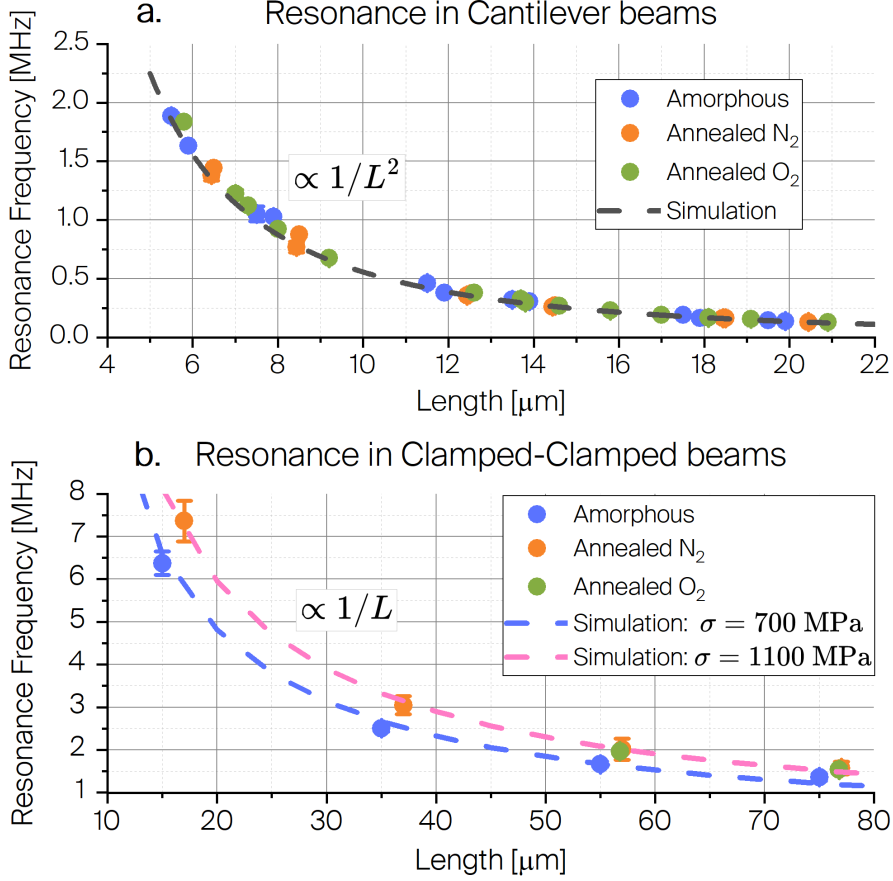 a. Resonance in Cantilever beams
Resonance Frequency [MHz]
2.5
2.0
1.5
1.0
0.5
0.0
∝ 1/L²
Amorphous
Annealed N₂
Annealed O₂
Simulation
4 6 8 10 12 14 16 18 20 22
Length [μm]
b. Resonance in Clamped-Clamped beams
Resonance Frequency [MHz]
8
7
6
5
4
3
2
1
∝ 1/L
Amorphous
Annealed N₂
Annealed O₂
Simulation: σ = 700 MPa
Simulation: σ = 1100 MPa
10 20 30 40 50 60 70 80
Length [μm]